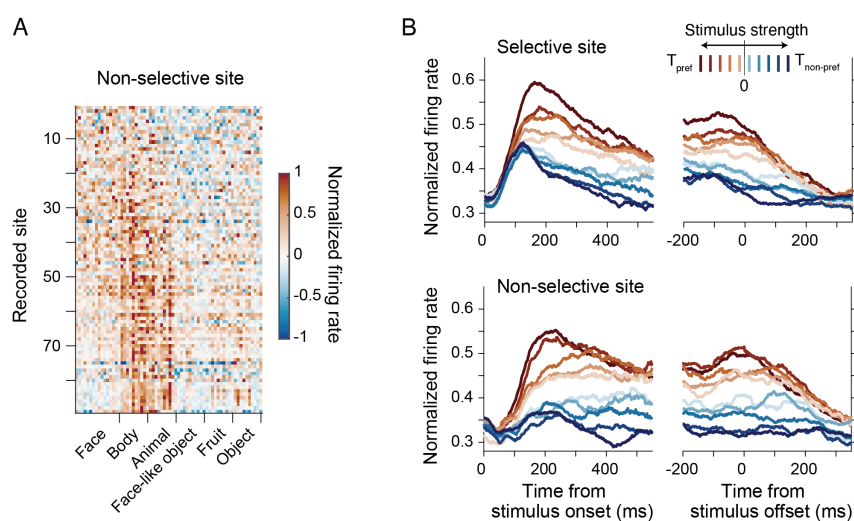 A
Non-selective site
10
30
50
70
Recorded site
Face
Body
Animal
Face-like object
Fruit
Object
1
0.5
0
-0.5
-1
Normalized firing rate
B
Selective site
Stimulus strength
Tpref
Tnon-pref
0
Normalized firing rate
0.6
0.5
0.4
0.3
0
200
400
-200
0
200
Non-selective site
Normalized firing rate
0.6
0.5
0.4
0.3
0
200
400
Time from
stimulus onset (ms)
-200
0
200
Time from
stimulus offset (ms)